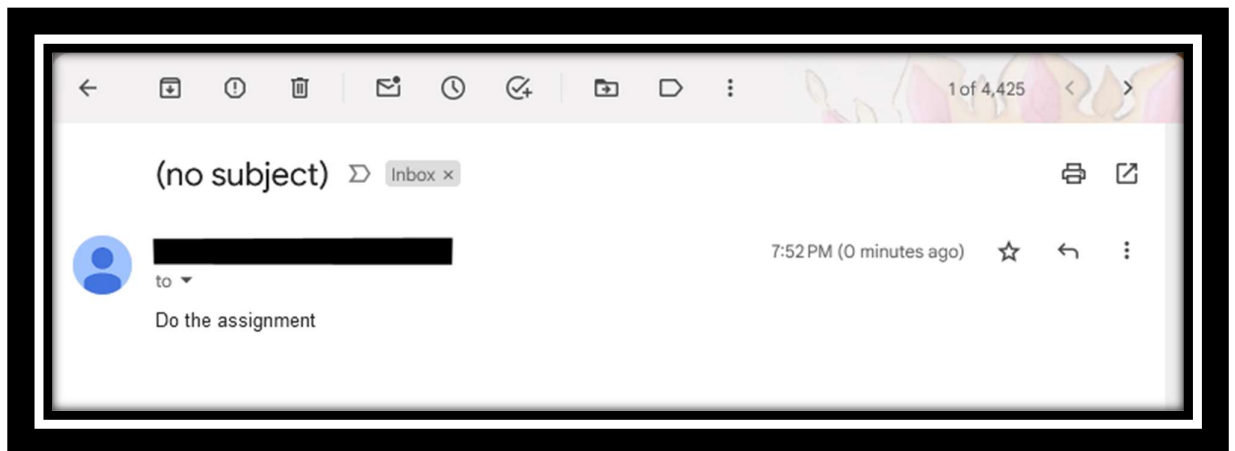 1 of 4,425
(no subject) Inbox ×
7:52 PM (0 minutes ago)
to
Do the assignment